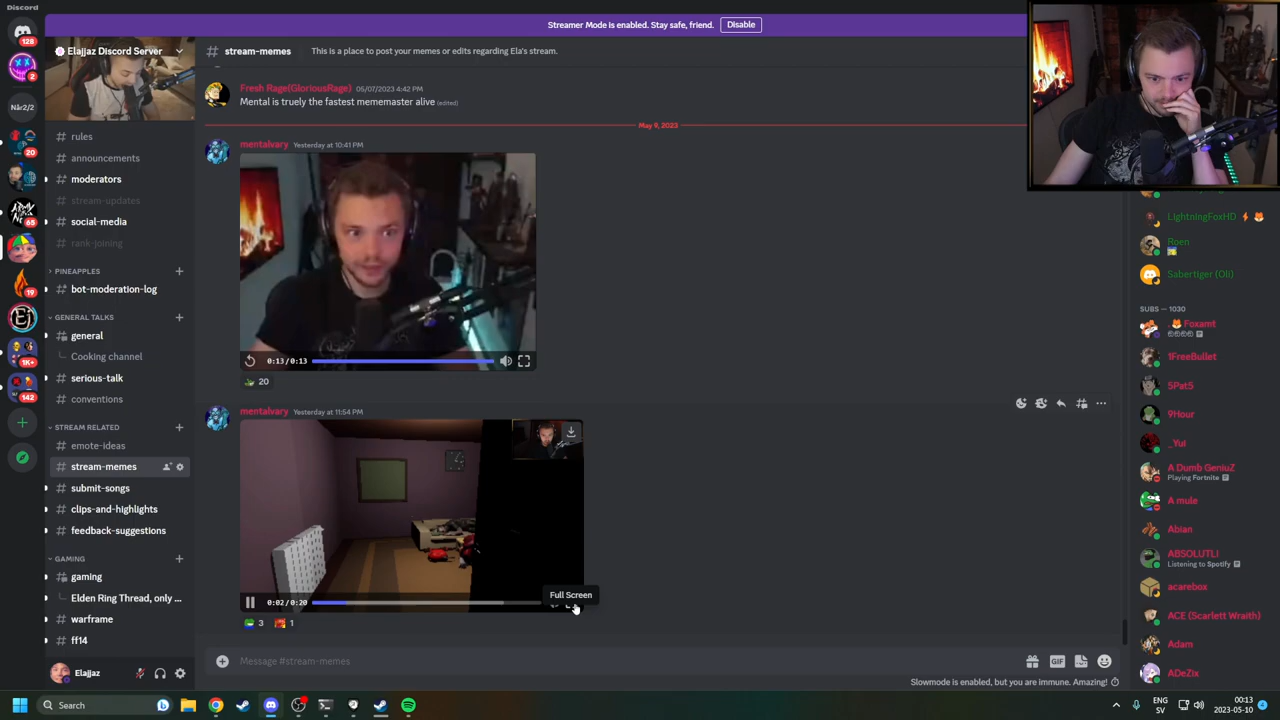 Discord
Streamer Mode is enabled. Stay safe, friend.
Disable
Elajjaz Discord Server
stream-memes
This is a place to post your memes or edits regarding Ela's stream.
128
2
20
65
19
1K+
142
rules
announcements
moderators
stream-updates
social-media
rank-joining
PINEAPPLES
bot-moderation-log
GENERAL TALKS
general
Cooking channel
serious-talk
conventions
STREAM RELATED
emote-ideas
stream-memes
submit-songs
clips-and-highlights
feedback-suggestions
GAMING
gaming
Elden Ring Thread, only ...
warframe
ff14
Elajjaz
Fresh Rage(GloriousRage) 05/07/2023 4:42 PM
Mental is truely the fastest mememaster alive (edited)
May 9, 2023
mentalvary Yesterday at 10:41 PM
0:13/0:13
20
mentalvary Yesterday at 11:54 PM
0:02/0:20
Full Screen
3 1
Message #stream-memes
GIF
Slowmode is enabled, but you are immune. Amazing!
LightningFoxHD
Roen
Sabertiger (Oli)
SUBS — 1030
Foxamt
1FreeBullet
5Pat5
9Hour
_Yui
A Dumb GeniuZ
Playing Fortnite
A mule
Abian
ABSOLUTLI
Listening to Spotify
acarebox
ACE (Scarlett Wraith)
Adam
ADeZix
Search
ENG
SV
00:13
2023-05-10